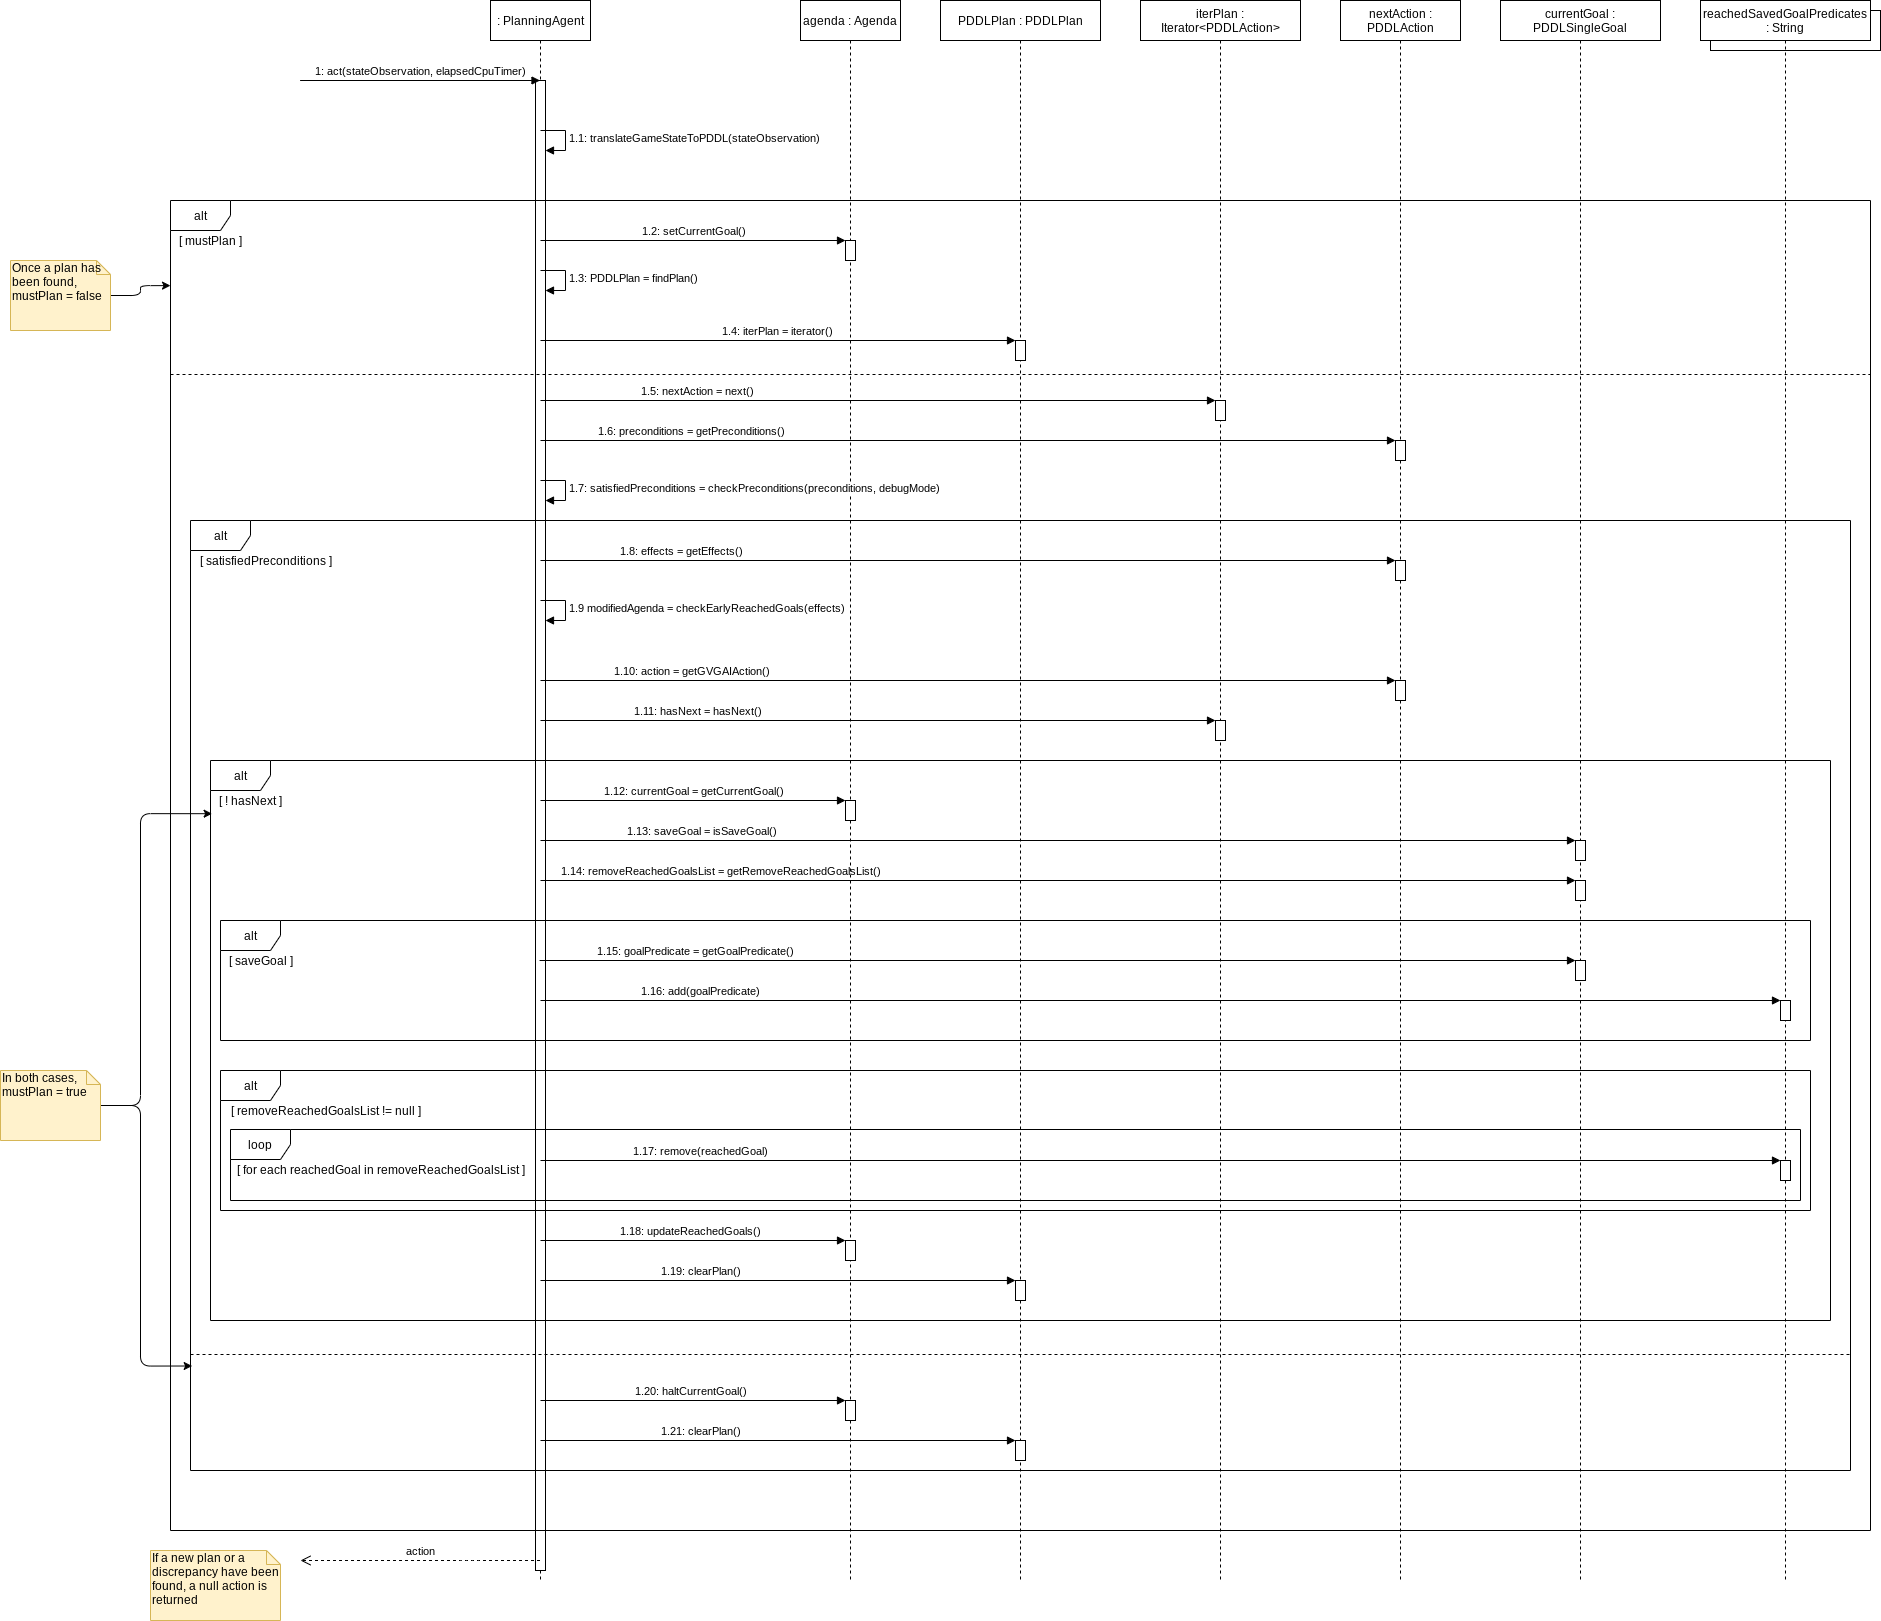 : PlanningAgent
agenda : Agenda
PDDLPlan : PDDLPlan
iterPlan :
Iterator<PDDLAction>
nextAction :
PDDLAction
currentGoal :
PDDLSingleGoal
reachedSavedGoalPredicates
: String
1: act(stateObservation, elapsedCpuTimer)
1.1: translateGameStateToPDDL(stateObservation)
alt
[ mustPlan ]
1.2: setCurrentGoal()
Once a plan has
been found,
mustPlan = false
1.3: PDDLPlan = findPlan()
1.4: iterPlan = iterator()
1.5: nextAction = next()
1.6: preconditions = getPreconditions()
1.7: satisfiedPreconditions = checkPreconditions(preconditions, debugMode)
alt
[ satisfiedPreconditions ]
1.8: effects = getEffects()
1.9 modifiedAgenda = checkEarlyReachedGoals(effects)
1.10: action = getGVGAIAction()
1.11: hasNext = hasNext()
alt
[ ! hasNext ]
1.12: currentGoal = getCurrentGoal()
1.13: saveGoal = isSaveGoal()
1.14: removeReachedGoalsList = getRemoveReachedGoalsList()
alt
[ saveGoal ]
1.15: goalPredicate = getGoalPredicate()
1.16: add(goalPredicate)
In both cases,
mustPlan = true
alt
[ removeReachedGoalsList != null ]
loop
[ for each reachedGoal in removeReachedGoalsList ]
1.17: remove(reachedGoal)
1.18: updateReachedGoals()
1.19: clearPlan()
1.20: haltCurrentGoal()
1.21: clearPlan()
action
If a new plan or a
discrepancy have been
found, a null action is
returned